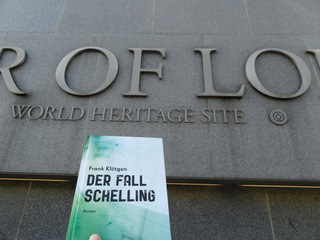 R OF LO
WORLD HERITAGE SITE
Frank Klötgen
DER FALL
SCHELLING
Roman